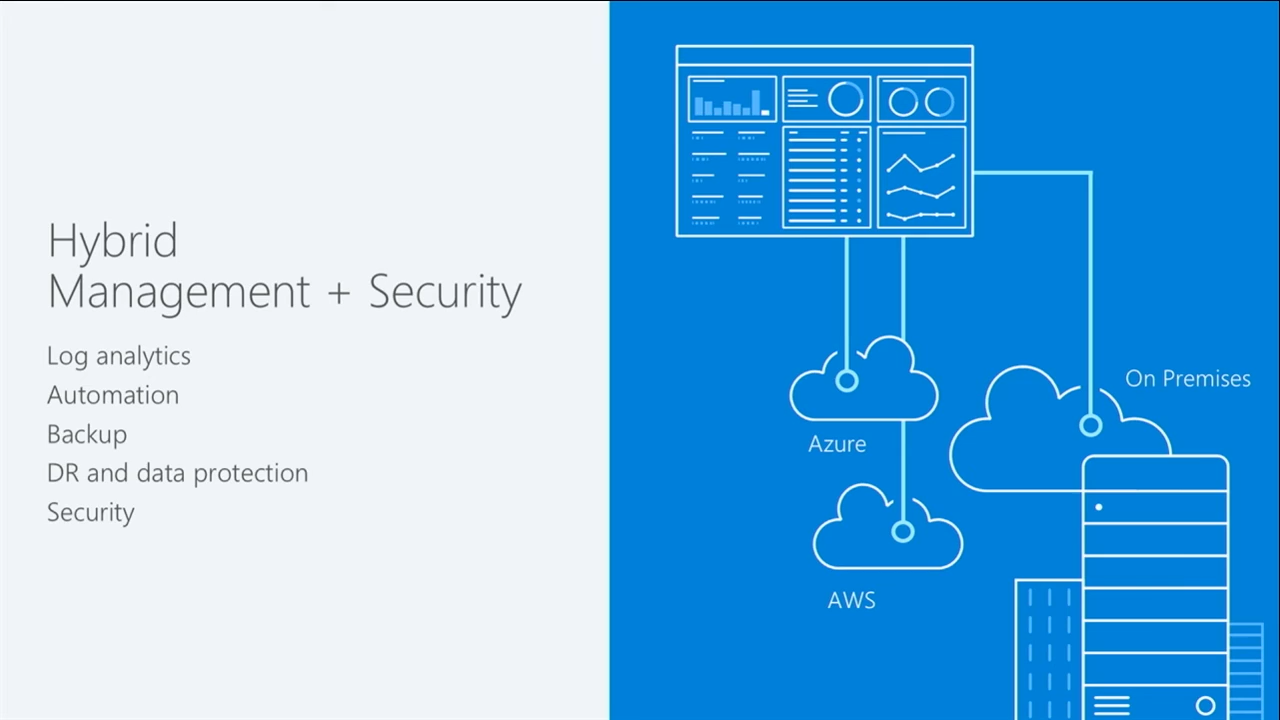 Hybrid
Management + Security
Log analytics
Automation
Backup
DR and data protection
Security
On Premises
Azure
AWS